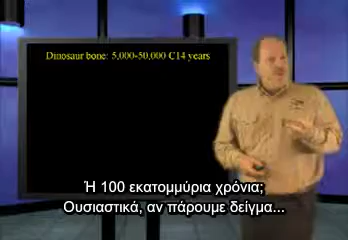 Dinosaur bone: 5,000-50,000 C14 years
Ή 100 εκατομμύρια χρόνια;
Ουσιαστικά, αν πάρουμε δείγμα...